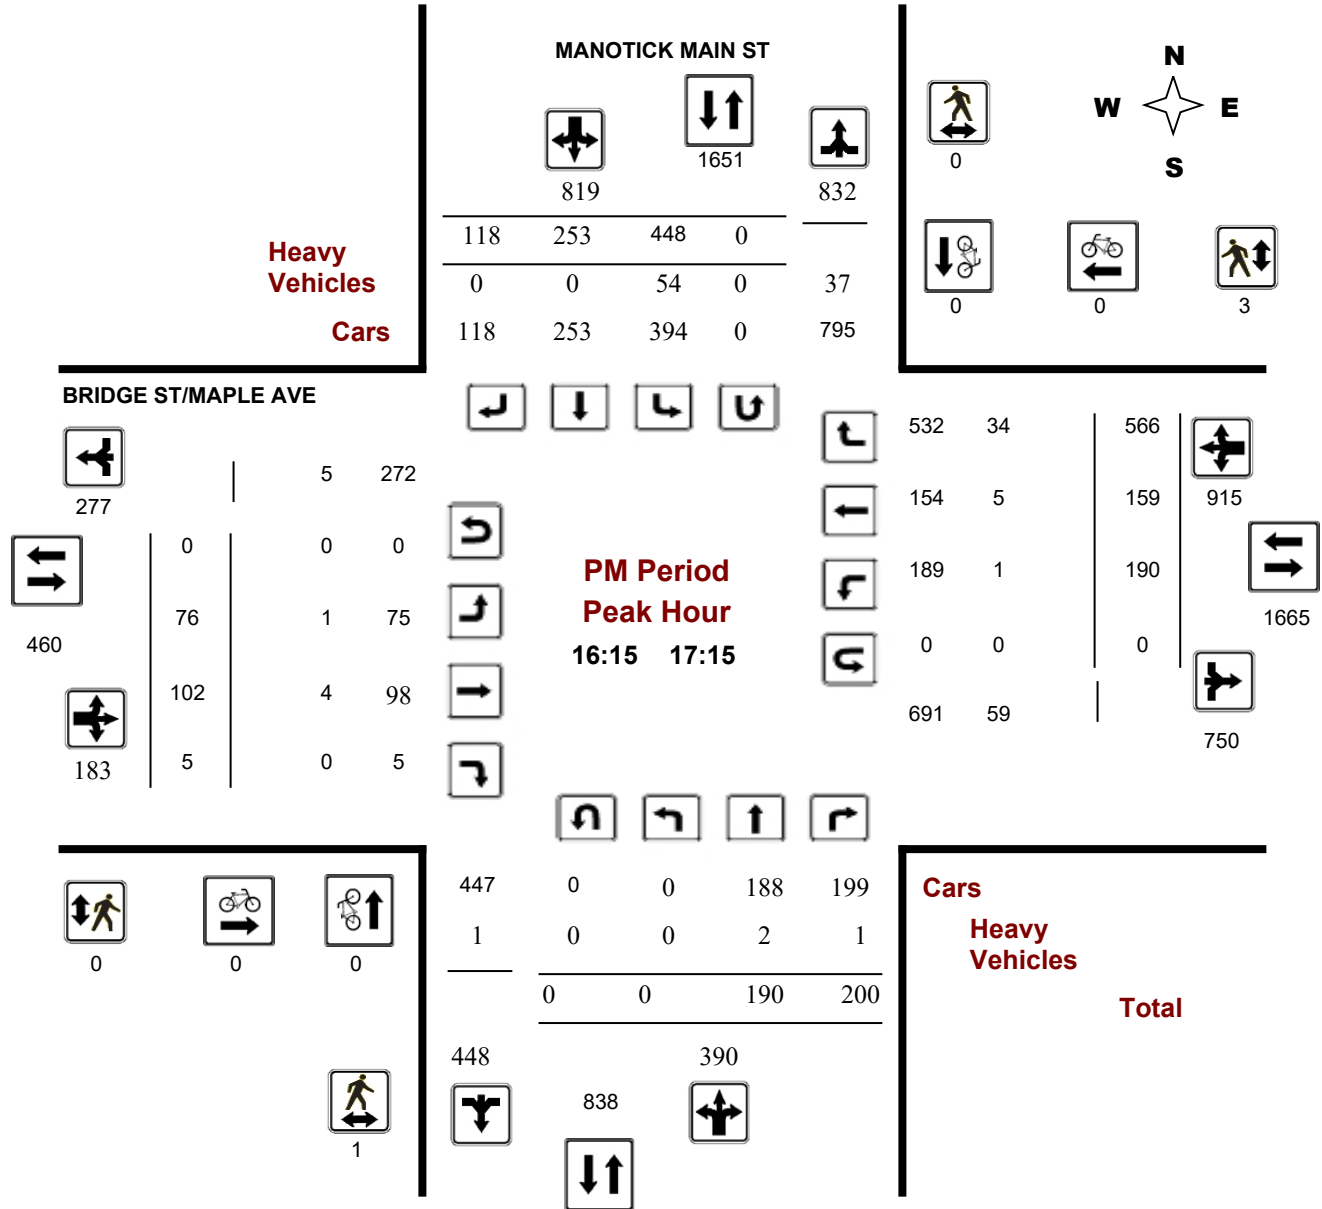 MANOTICK MAIN ST
N
W E
S
1651
0
819 832
118 253 448 0
Heavy
Vehicles
0 0 54 0 37
0 0 3
Cars
118 253 394 0 795
BRIDGE ST/MAPLE AVE
532 34 566
5 272
277
154 5 159 915
0 0 0
PM Period
189 1 190
Peak Hour
76 1 75
1665
460
16:15 17:15
0 0 0
102 4 98
691 59
750
183 5 0 5
447 0 0 188 199
Cars
1 0 0 2 1
Heavy
Vehicles
0 0 0
0 0 190 200
Total
448 390
838
1